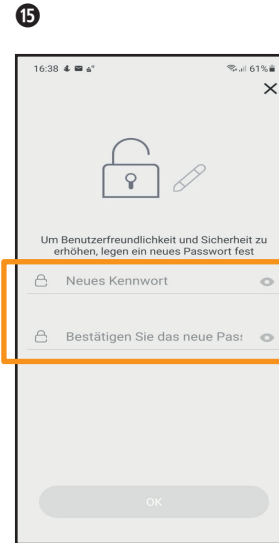 15
16:38 61%
Um Benutzerfreundlichkeit und Sicherheit zu
erhöhen, legen ein neues Passwort fest
Neues Kennwort
Bestätigen Sie das neue Pass
OK